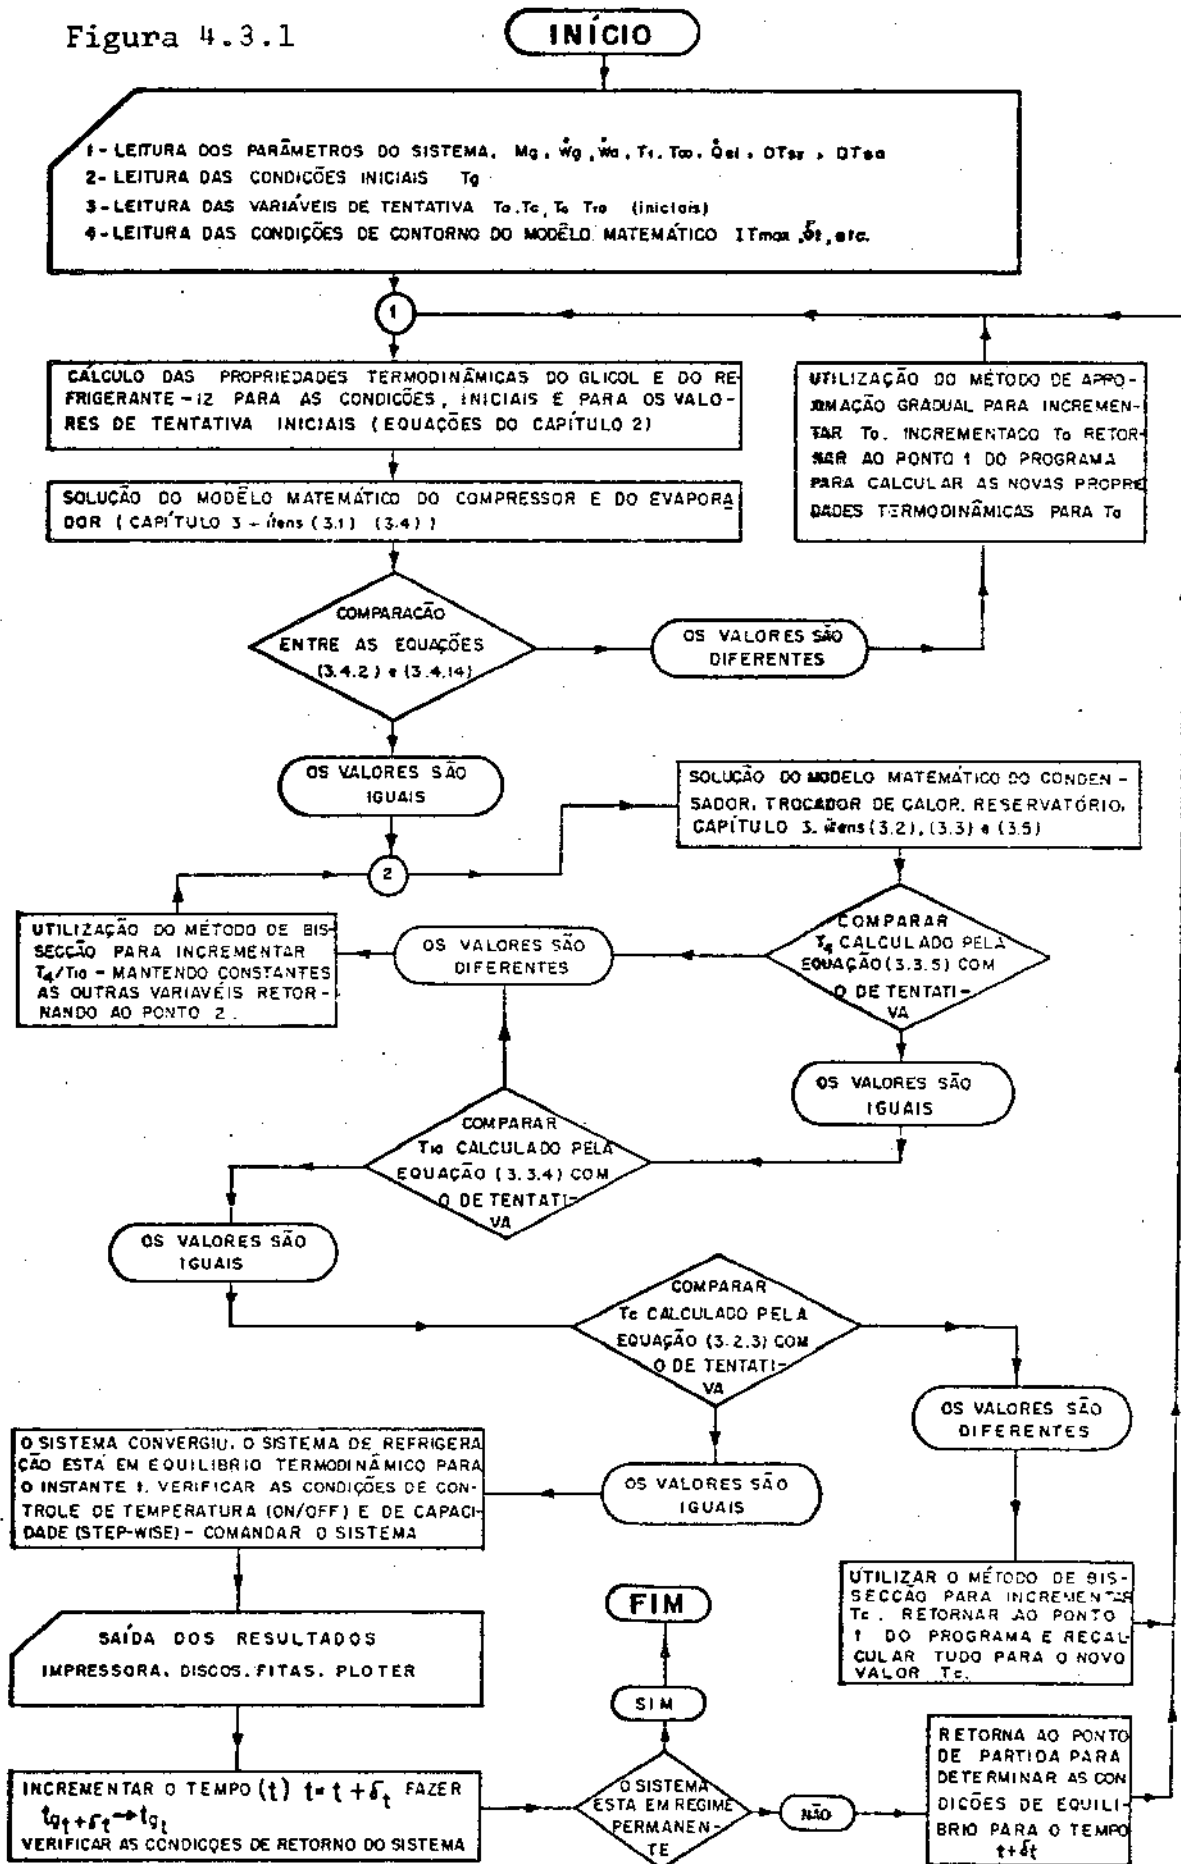 Figura 4.3.1
INÍCIO
1- LEITURA DOS PARÂMETROS DO SISTEMA. Mg, Ẇg, Ẇa, T1, T∞, Q̇el, DTsr, DTsa
2- LEITURA DAS CONDIÇÕES INICIAIS Tg
3- LEITURA DAS VARIÁVEIS DE TENTATIVA To, Tc, T4 T10 (iniciais)
4- LEITURA DAS CONDIÇÕES DE CONTORNO DO MODÊLO MATEMÁTICO ITmax, δt, etc.
1
CÁLCULO DAS PROPRIEDADES TERMODINÂMICAS DO GLICOL E DO RE-
FRIGERANTE-12 PARA AS CONDIÇÕES, INICIAIS E PARA OS VALO-
RES DE TENTATIVA INICIAIS (EQUAÇÕES DO CAPÍTULO 2)
UTILIZAÇÃO DO MÉTODO DE APRO-
XIMAÇÃO GRADUAL PARA INCREMEN-
TAR To. INCREMENTADO To RETOR-
NAR AO PONTO 1 DO PROGRAMA
PARA CALCULAR AS NOVAS PROPRE
DADES TERMODINÂMICAS PARA To
SOLUÇÃO DO MODÊLO MATEMÁTICO DO COMPRESSOR E DO EVAPORA
DOR (CAPÍTULO 3 - ítens (3.1) (3.4))
COMPARAÇÃO
ENTRE AS EQUAÇÕES
(3.4.2) e (3.4.14)
OS VALORES SÃO
DIFERENTES
OS VALORES SÃO
IGUAIS
SOLUÇÃO DO MODELO MATEMÁTICO DO CONDEN-
SADOR, TROCADOR DE CALOR, RESERVATÓRIO,
CAPÍTULO 3. ítens (3.2), (3.3) e (3.5)
2
UTILIZAÇÃO DO MÉTODO DE BIS-
SECÇÃO PARA INCREMENTAR
T4/T10 - MANTENDO CONSTANTES
AS OUTRAS VARIAVÉIS RETOR-
NANDO AO PONTO 2.
OS VALORES SÃO
DIFERENTES
COMPARAR
T4 CALCULADO PELA
EQUAÇÃO (3.3.5) COM
O DE TENTATI-
VA
OS VALORES SÃO
IGUAIS
COMPARAR
T10 CALCULADO PELA
EQUAÇÃO (3.3.4) COM
O DE TENTATI-
VA
OS VALORES SÃO
IGUAIS
COMPARAR
Tc CALCULADO PELA
EQUAÇÃO (3.2.3) COM
O DE TENTATI-
VA
OS VALORES SÃO
DIFERENTES
O SISTEMA CONVERGIU. O SISTEMA DE REFRIGERA
ÇÃO ESTÁ EM EQUILIBRIO TERMODINÂMICO PARA
O INSTANTE t. VERIFICAR AS CONDIÇÕES DE CON-
TROLE DE TEMPERATURA (ON/OFF) E DE CAPACI-
DADE (STEP-WISE) - COMANDAR O SISTEMA
OS VALORES SÃO
IGUAIS
UTILIZAR O MÉTODO DE BIS-
SECÇÃO PARA INCREMENTAR
Tc. RETORNAR AO PONTO
1 DO PROGRAMA E RECAL-
CULAR TUDO PARA O NOVO
VALOR Tc.
FIM
SAÍDA DOS RESULTADOS
IMPRESSORA, DISCOS, FITAS, PLOTER
SIM
INCREMENTAR O TEMPO (t) t = t + δt FAZER
tgt+δt → tgt
VERIFICAR AS CONDICÇOES DE RETORNO DO SISTEMA
O SISTEMA
ESTA EM REGIME
PERMANEN-
TE
NÃO
RETORNA AO PONTO
DE PARTIDA PARA
DETERMINAR AS CON
DIÇÕES DE EQUILI-
BRIO PARA O TEMPO
t+δt